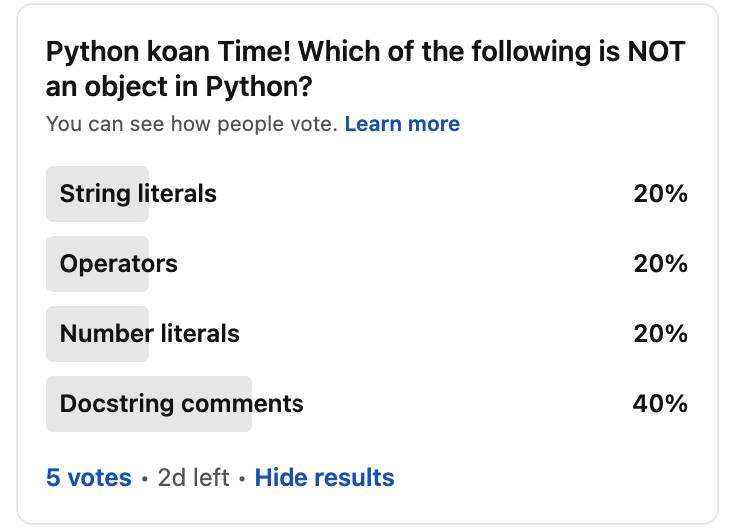 Python koan Time! Which of the following is NOT
an object in Python?
You can see how people vote. Learn more
String literals 20%
Operators 20%
Number literals 20%
Docstring comments 40%
5 votes • 2d left • Hide results